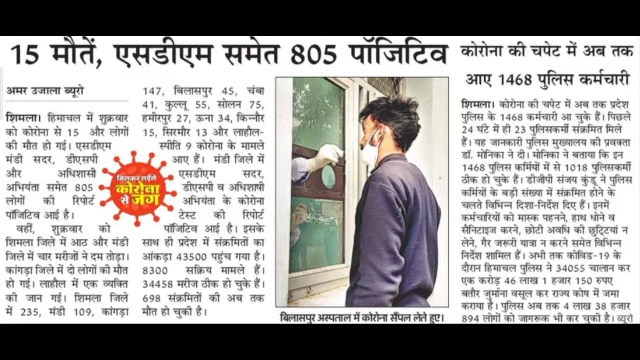 15 मौतें, एसडीएम समेत 805 पॉजिटिव
अमर उजाला ब्यूरो
शिमला। हिमाचल में शुक्रवार
को कोरोना से 15 और लोगों
की मौत हो गई। एसडीएम
मंडी सदर, डीएसपी
और अधिशासी
अभियंता समेत 805
लोगों की रिपोर्ट
पॉजिटिव आई है।
वहीं, शुक्रवार को
शिमला जिले में आठ और मंडी
जिले में चार मरीजों ने दम तोड़ा।
कांगड़ा जिले में दो लोगों की मौत
हो गई। लाहौल में एक व्यक्ति
की जान गई। शिमला जिला
में 235, मंडी 109, कांगड़ा
मिलकर लड़ेंगे
कोरोना
से जंग
147, बिलासपुर 45, चंबा
41, कुल्लू 55, सोलन 75,
हमीरपुर 27, ऊना 34, किन्नौर
15, सिरमौर 13 और लाहौल-
स्पीति 9 कोरोना के मामले
आए हैं। मंडी जिले में
एसडीएम सदर,
डीएसपी व अधिशाषी
अभियंता के कोरोना
टेस्ट की रिपोर्ट
पॉजिटिव आई है। इसके
साथ ही प्रदेश में संक्रमितों का
आंकड़ा 43500 पहुंच गया है।
8300 सक्रिय मामले हैं।
34458 मरीज ठीक हो चुके हैं।
698 संक्रमितों की अब तक
मौत हो चुकी है।
बिलासपुर अस्पताल में कोरोना सैंपल लेते हुए।
कोरोना की चपेट में अब तक
आए 1468 पुलिस कर्मचारी
शिमला। कोरोना की चपेट में अब तक प्रदेश
पुलिस के 1468 कर्मचारी आ चुके हैं। पिछले
24 घंटे में ही 23 पुलिसकर्मी संक्रमित मिले
हैं। यह जानकारी पुलिस मुख्यालय की प्रवक्ता
डॉ. मोनिका ने दी। मोनिका ने बताया कि इन
1468 पुलिस कर्मियों में से 1018 पुलिसकर्मी
ठीक हो चुके हैं। डीजीपी संजय कुंडू ने पुलिस
कर्मियों के बड़ी संख्या में संक्रमित होने के
चलते विभिन्न दिशा-निर्देश दिए हैं। इनमें
कर्मचारियों को मास्क पहनने, हाथ धोने व
सैनिटाइज करने, छोटी अवधि की छुट्टियां न
लेने, गैर जरूरी यात्रा न करने समेत विभिन्न
निर्देश शामिल हैं। अभी तक कोविड-19 के
दौरान हिमाचल पुलिस ने 34055 चालान कर
एक करोड़ 46 लाख 1 हजार 150 रुपए
बतौर जुर्माना वसूल कर राज्य कोष में जमा
कराया है। पुलिस अब तक 4 लाख 38 हजार
894 लोगों को जागरूक भी कर चुकी है। ब्यूरो